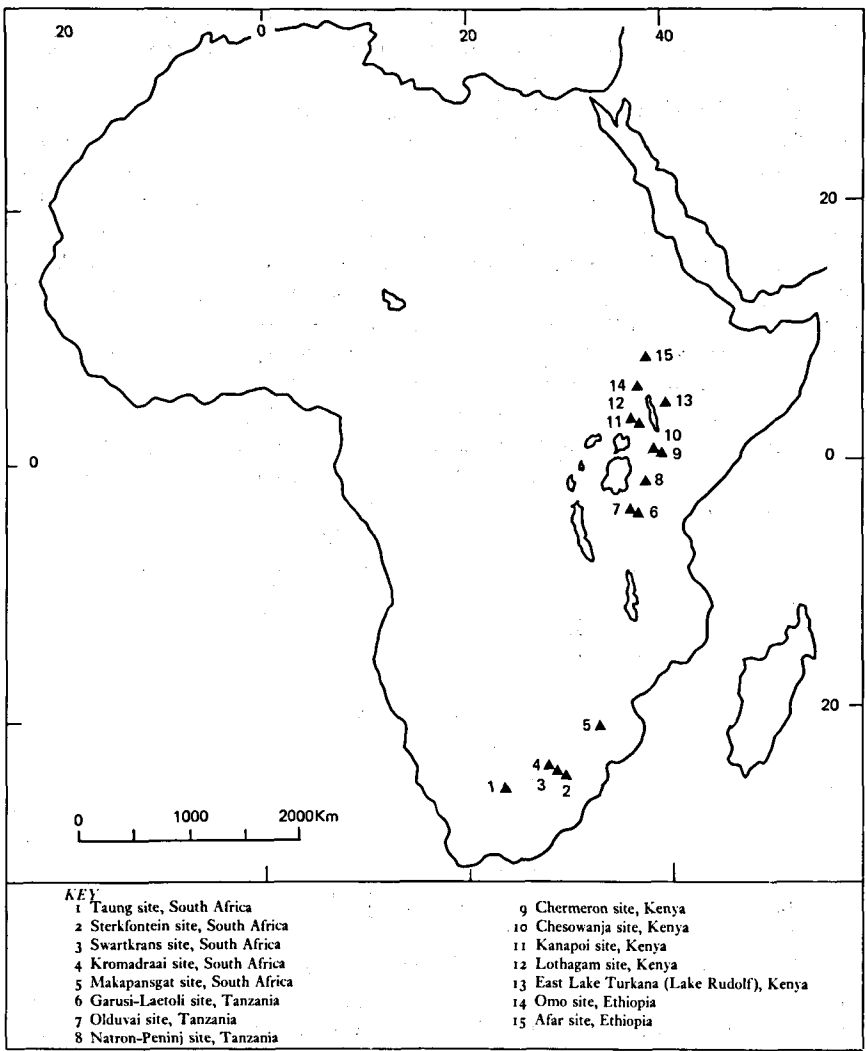 20 0 20 40
20
15
14
13
12
11
10
9
0 0
8
7 6
20
5
4
3 2
1
0 1000 2000Km
KEY
1 Taung site, South Africa
2 Sterkfontein site, South Africa
3 Swartkrans site, South Africa
4 Kromadraai site, South Africa
5 Makapansgat site, South Africa
6 Garusi-Laetoli site, Tanzania
7 Olduvai site, Tanzania
8 Natron-Peninj site, Tanzania
9 Chermeron site, Kenya
10 Chesowanja site, Kenya
11 Kanapoi site, Kenya
12 Lothagam site, Kenya
13 East Lake Turkana (Lake Rudolf), Kenya
14 Omo site, Ethiopia
15 Afar site, Ethiopia